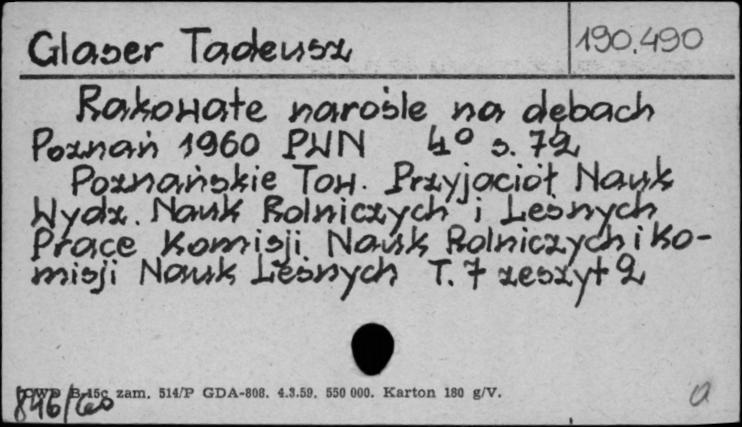 Glaser Tadeusz 190.490
Rakowate narośle na dębach
Poznań 1960 PWN 4° s. 72
Poznańskie Tow. Przyjaciół Nauk
Wydz. Nauk Rolniczych i Leśnych
Prace Komisji Nauk Rolniczych i Ko-
misji Nauk Leśnych T. 7 zeszyt 2
B-15c zam. 514/P GDA-808. 4.3.59. 550 000. Karton 180 g/V.
a